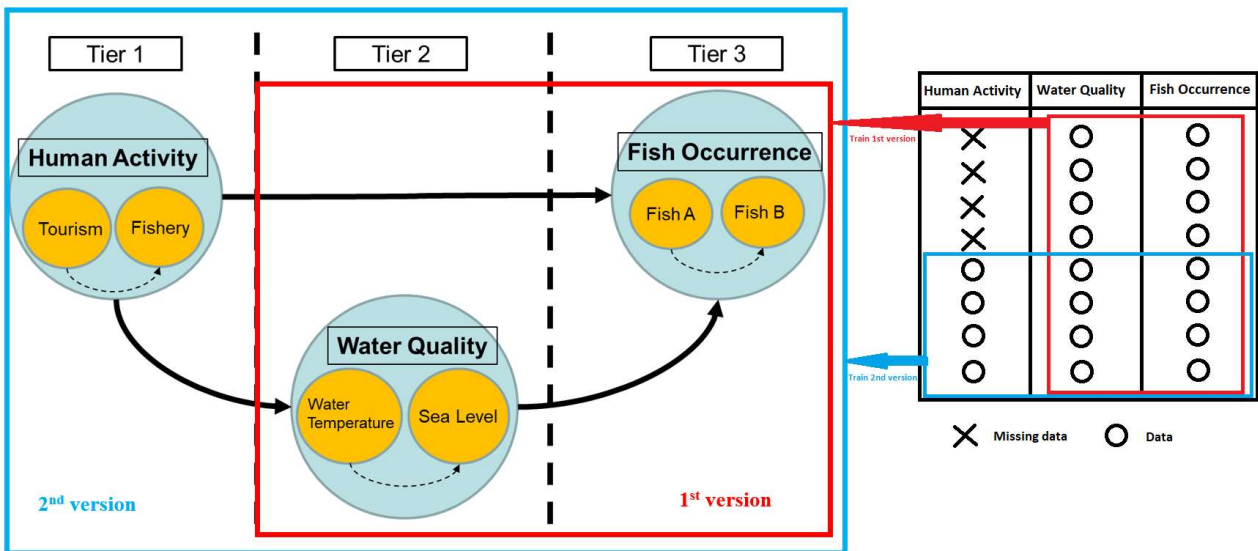 Tier 1
Tier 2
Tier 3
Human Activity
Tourism
Fishery
Fish Occurrence
Fish A
Fish B
Water Quality
Water
Temperature
Sea Level
2nd version
1st version
Human Activity
Water Quality
Fish Occurrence
Train 1st version
Train 2nd version
Missing data
Data